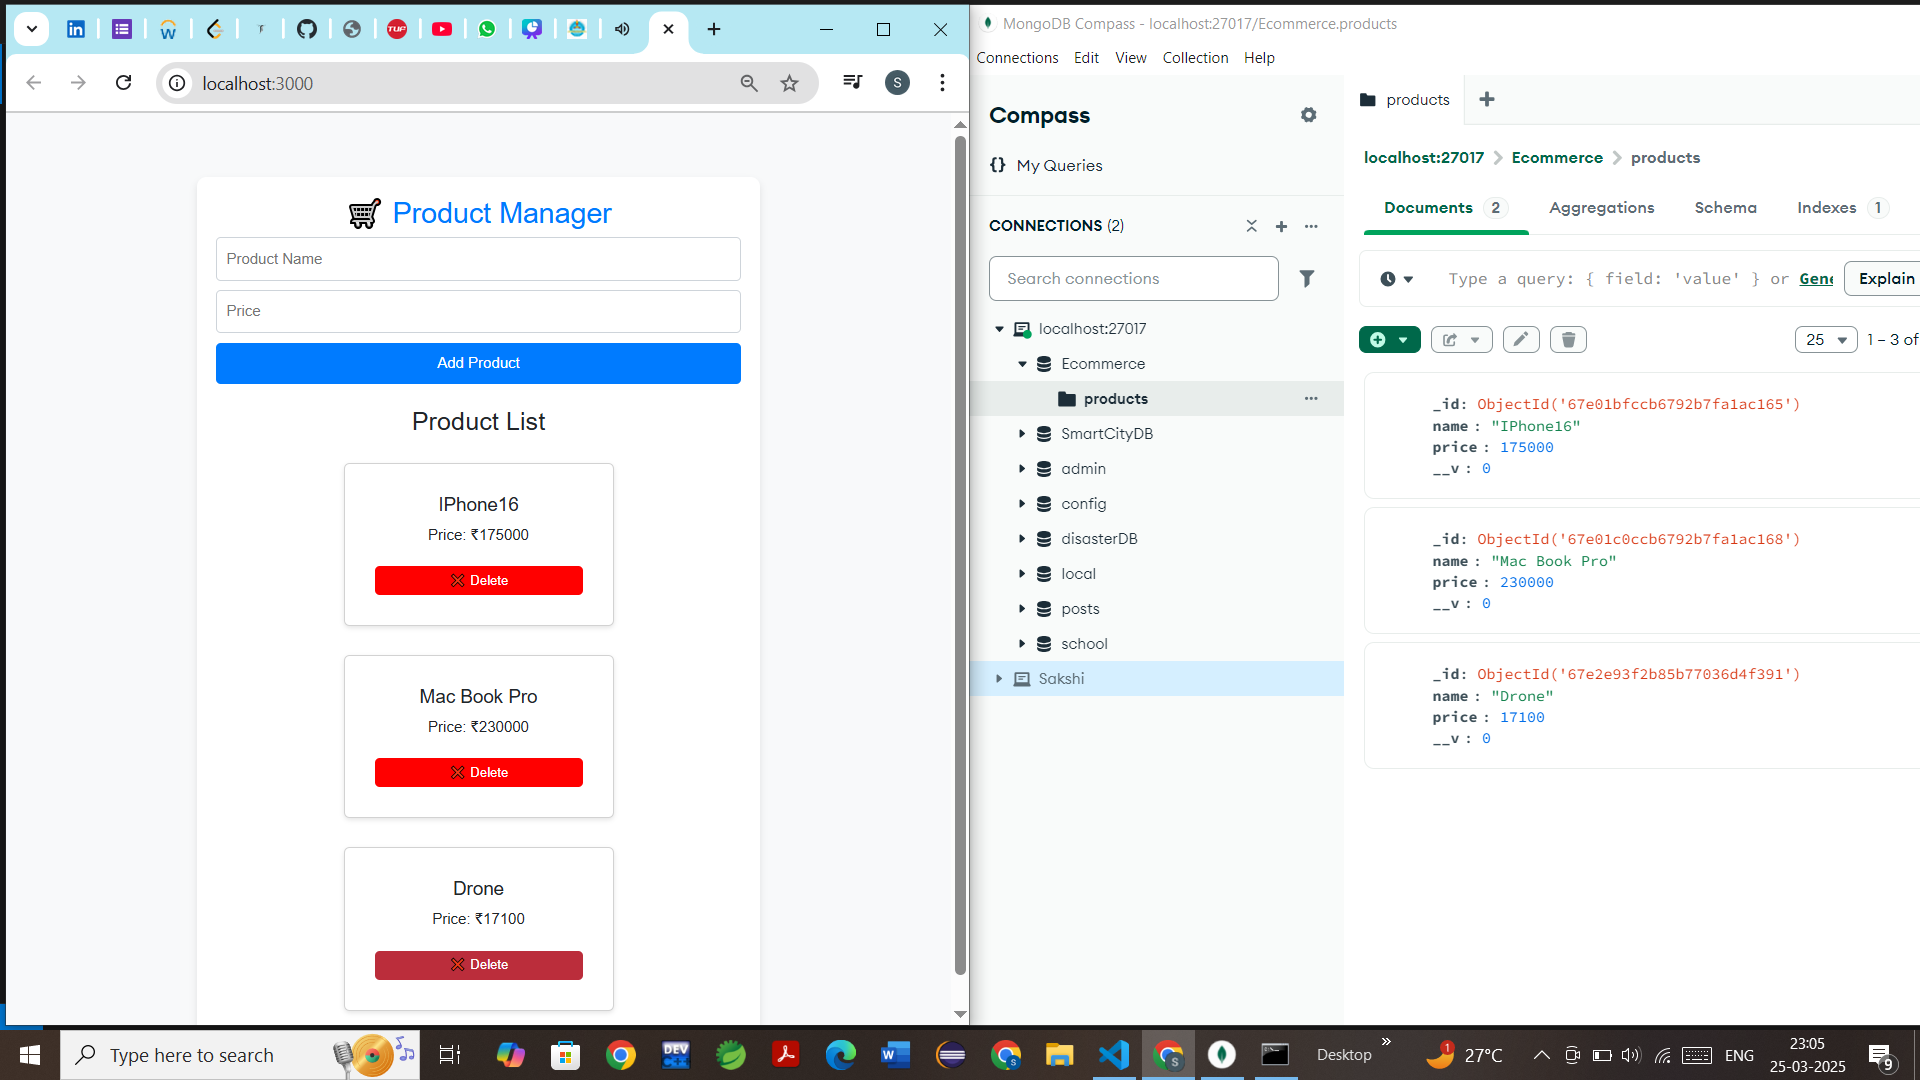 localhost:3000
S
Product Manager
Product Name
Price
Add Product
Product List
IPhone16
Price: ₹175000
Delete
Mac Book Pro
Price: ₹230000
Delete
Drone
Price: ₹17100
Delete
MongoDB Compass - localhost:27017/Ecommerce.products
Connections Edit View Collection Help
Compass
{} My Queries
CONNECTIONS (2)
Search connections
localhost:27017
Ecommerce
products
SmartCityDB
admin
config
disasterDB
local
posts
school
Sakshi
products
localhost:27017 Ecommerce products
Documents 2 Aggregations Schema Indexes 1
Type a query: { field: 'value' } or Gene Explain
25 1 – 3 of
_id: ObjectId('67e01bfccb6792b7fa1ac165')
name : "IPhone16"
price : 175000
__v : 0
_id: ObjectId('67e01c0ccb6792b7fa1ac168')
name : "Mac Book Pro"
price : 230000
__v : 0
_id: ObjectId('67e2e93f2b85b77036d4f391')
name : "Drone"
price : 17100
__v : 0
Type here to search
DEV
C++
W
Desktop
1
27°C
ENG
23:05
25-03-2025
9